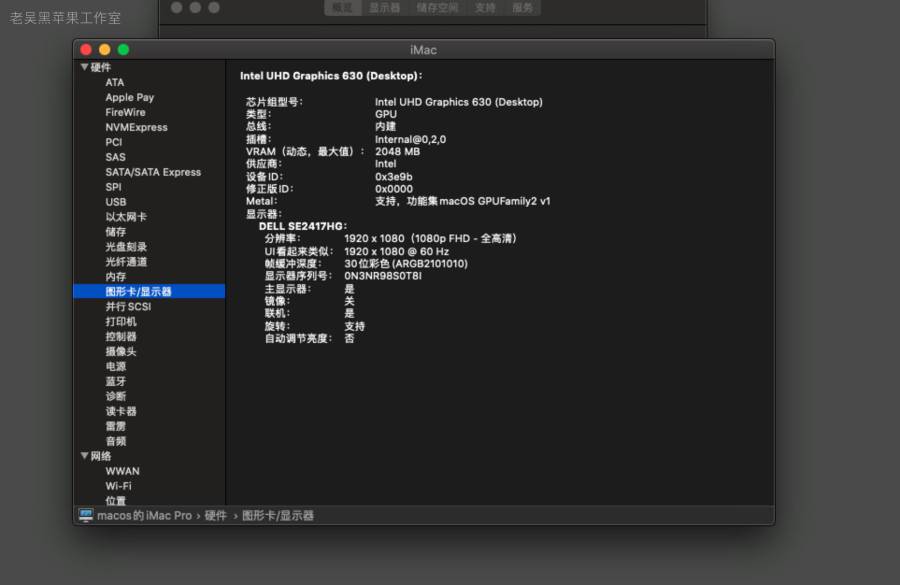 老吴黑苹果工作室
概览 显示器 储存空间 支持 服务
iMac
硬件
ATA
Apple Pay
FireWire
NVMExpress
PCI
SAS
SATA/SATA Express
SPI
USB
以太网卡
储存
光盘刻录
光纤通道
内存
图形卡/显示器
并行 SCSI
打印机
控制器
摄像头
电源
蓝牙
诊断
读卡器
雷雳
音频
网络
WWAN
Wi-Fi
位置
Intel UHD Graphics 630 (Desktop)：
芯片组型号： Intel UHD Graphics 630 (Desktop)
类型： GPU
总线： 内建
插槽： Internal@0,2,0
VRAM（动态，最大值）： 2048 MB
供应商： Intel
设备ID： 0x3e9b
修正版ID： 0x0000
Metal： 支持，功能集 macOS GPUFamily2 v1
显示器：
DELL SE2417HG：
分辨率： 1920 x 1080（1080p FHD - 全高清）
UI看起来类似： 1920 x 1080 @ 60 Hz
帧缓冲深度： 30位彩色 (ARGB2101010)
显示器序列号： 0N3NR98S0T8I
主显示器： 是
镜像： 关
联机： 是
旋转： 支持
自动调节亮度： 否
macos的 iMac Pro › 硬件 › 图形卡/显示器